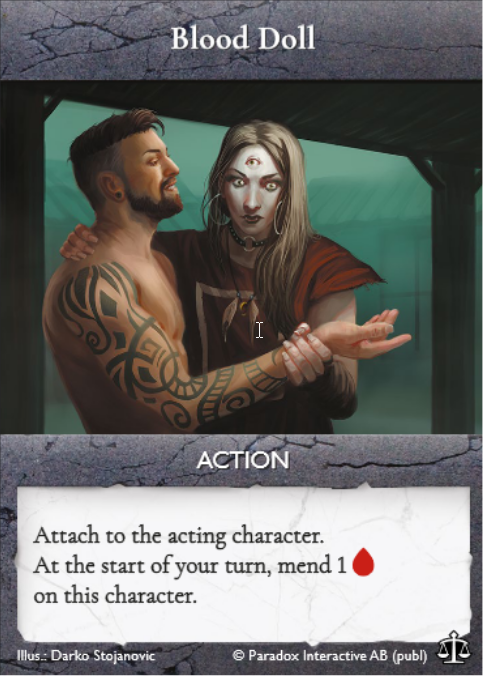 Blood Doll
ACTION
Attach to the acting character.
At the start of your turn, mend 1
on this character.
Illus.: Darko Stojanovic © Paradox Interactive AB (publ)